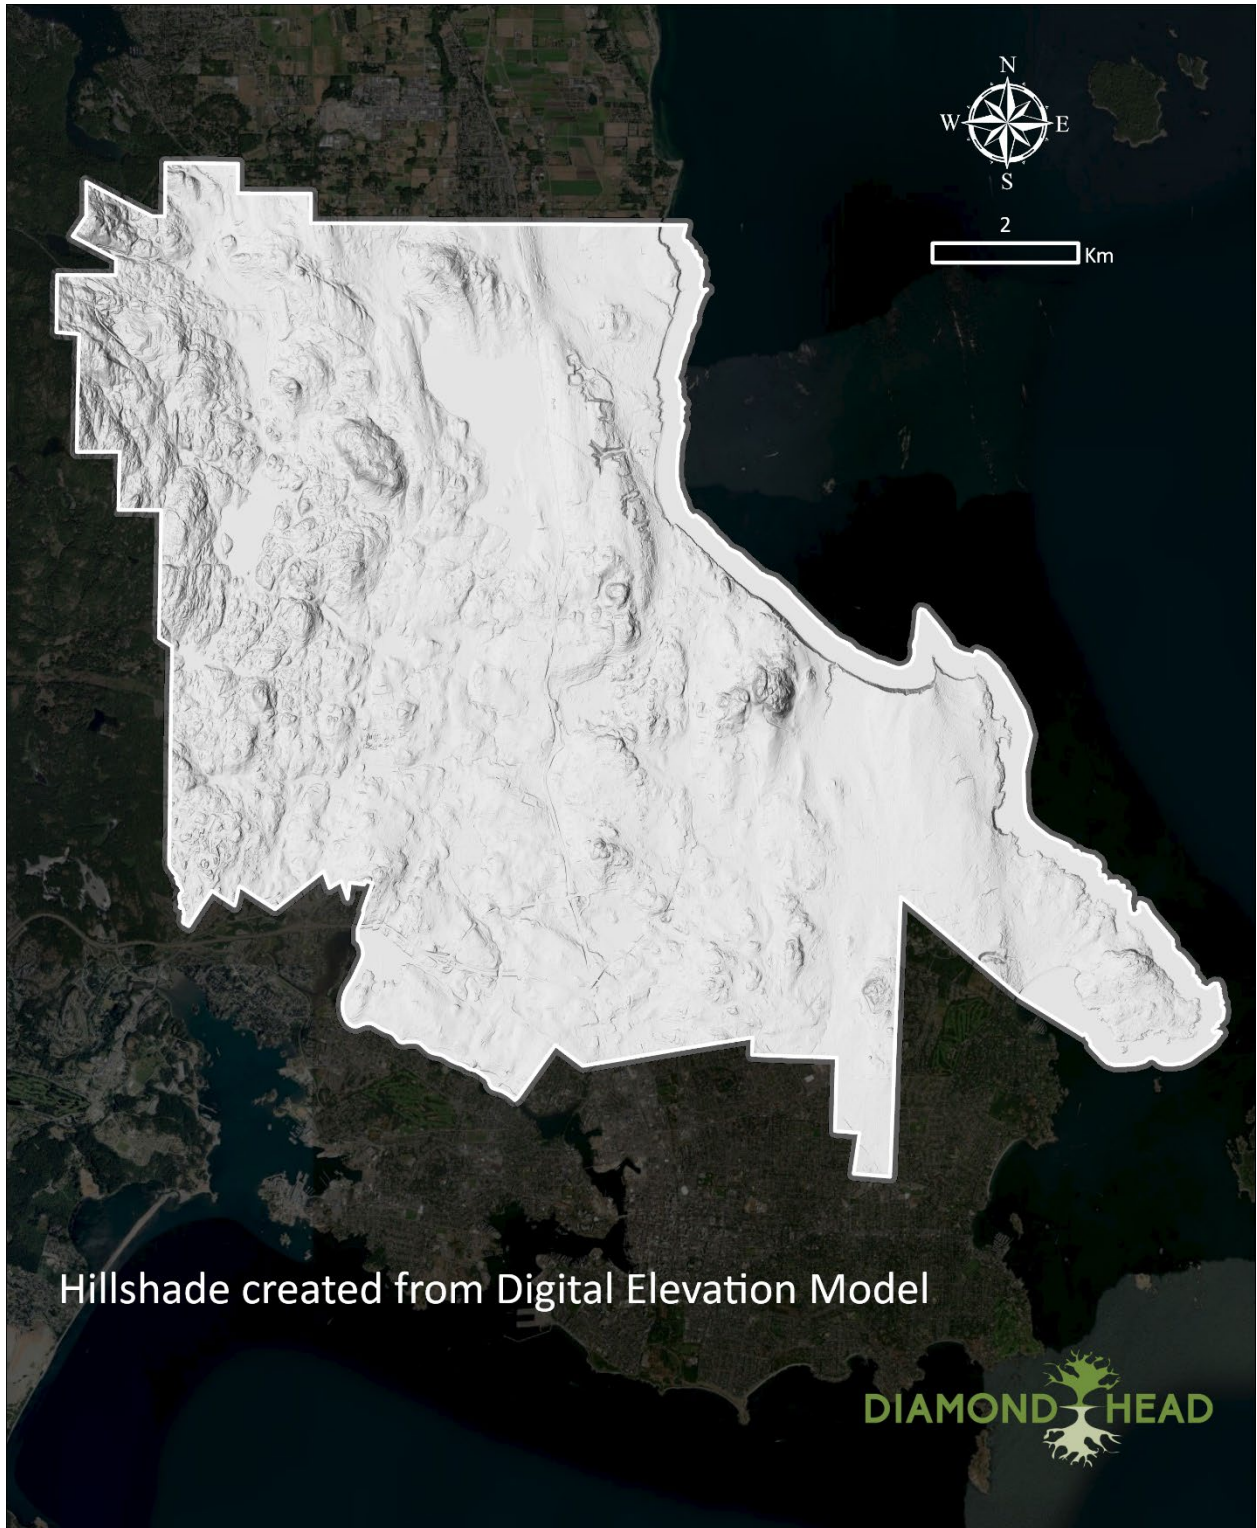 N
W E
S
2
Km
Hillshade created from Digital Elevation Model
DIAMOND HEAD